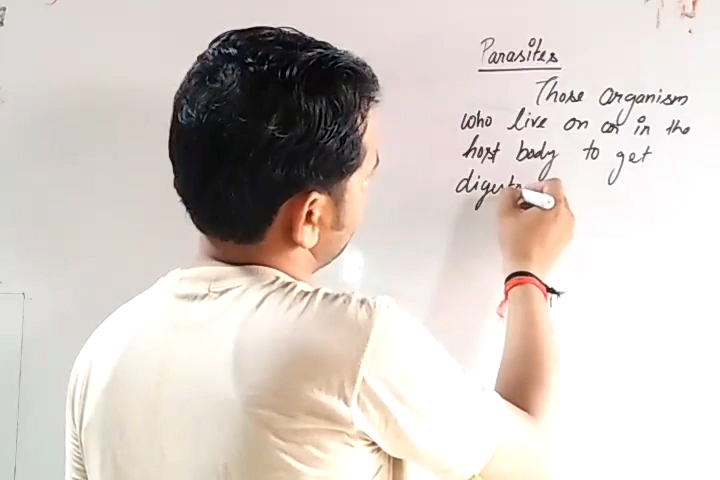 Parasites
Those organism
who live on or in the
host body to get